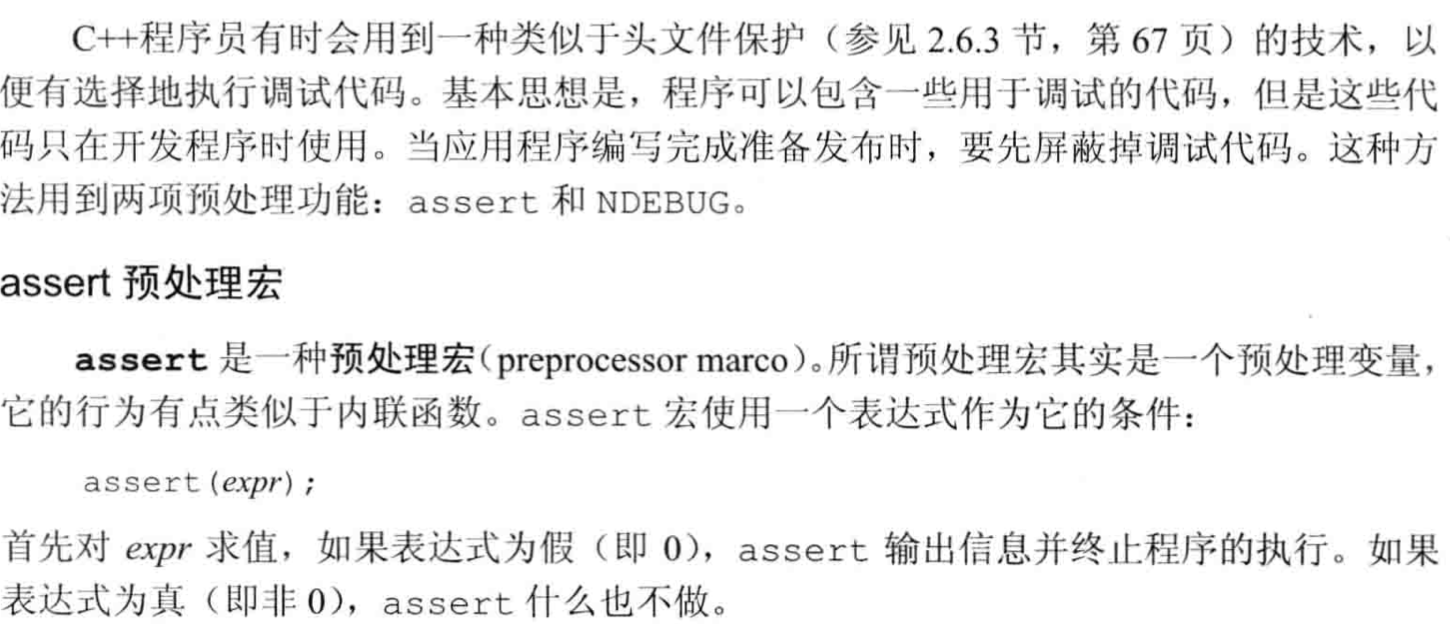 C++程序员有时会用到一种类似于头文件保护（参见 2.6.3 节，第 67 页）的技术，以
便有选择地执行调试代码。基本思想是，程序可以包含一些用于调试的代码，但是这些代
码只在开发程序时使用。当应用程序编写完成准备发布时，要先屏蔽掉调试代码。这种方
法用到两项预处理功能：assert 和 NDEBUG。
assert 预处理宏
assert 是一种预处理宏（preprocessor marco）。所谓预处理宏其实是一个预处理变量，
它的行为有点类似于内联函数。assert 宏使用一个表达式作为它的条件：
assert(expr);
首先对 expr 求值，如果表达式为假（即 0），assert 输出信息并终止程序的执行。如果
表达式为真（即非 0），assert 什么也不做。